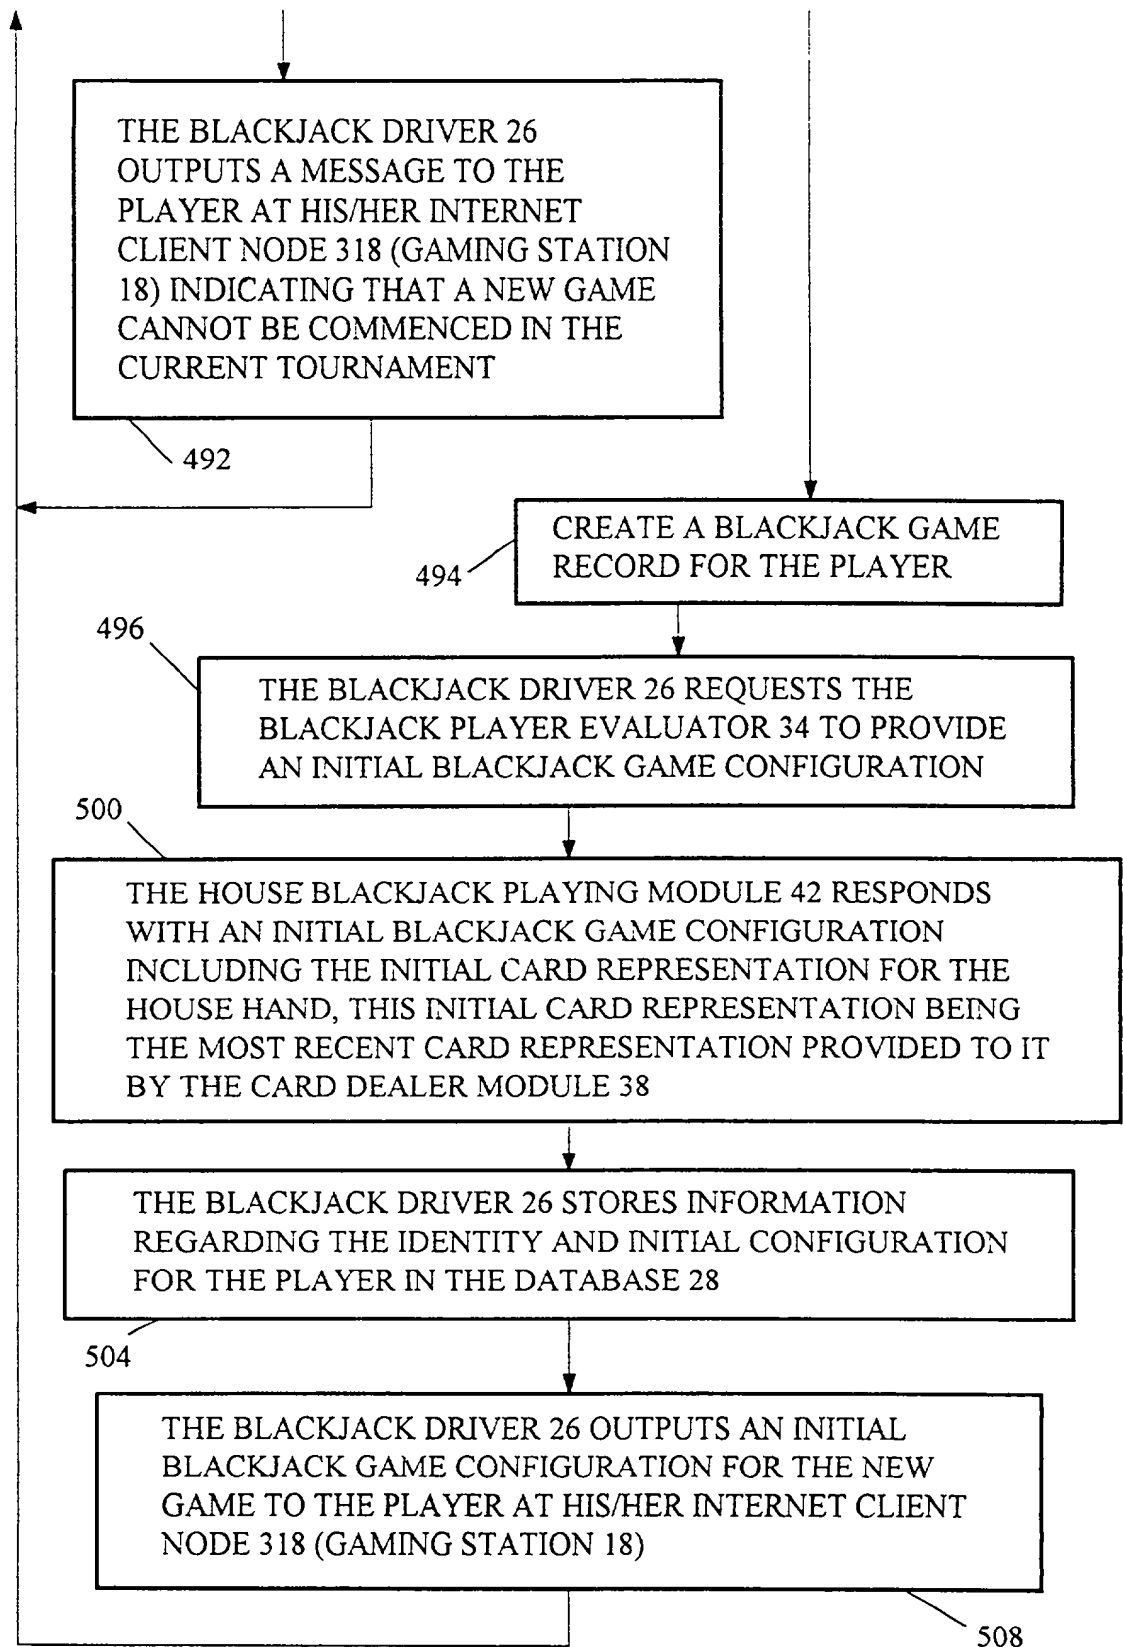 THE BLACKJACK DRIVER 26
OUTPUTS A MESSAGE TO THE
PLAYER AT HIS/HER INTERNET
CLIENT NODE 318 (GAMING STATION
18) INDICATING THAT A NEW GAME
CANNOT BE COMMENCED IN THE
CURRENT TOURNAMENT
492
CREATE A BLACKJACK GAME
RECORD FOR THE PLAYER
494
496
THE BLACKJACK DRIVER 26 REQUESTS THE
BLACKJACK PLAYER EVALUATOR 34 TO PROVIDE
AN INITIAL BLACKJACK GAME CONFIGURATION
500
THE HOUSE BLACKJACK PLAYING MODULE 42 RESPONDS
WITH AN INITIAL BLACKJACK GAME CONFIGURATION
INCLUDING THE INITIAL CARD REPRESENTATION FOR THE
HOUSE HAND, THIS INITIAL CARD REPRESENTATION BEING
THE MOST RECENT CARD REPRESENTATION PROVIDED TO IT
BY THE CARD DEALER MODULE 38
THE BLACKJACK DRIVER 26 STORES INFORMATION
REGARDING THE IDENTITY AND INITIAL CONFIGURATION
FOR THE PLAYER IN THE DATABASE 28
504
THE BLACKJACK DRIVER 26 OUTPUTS AN INITIAL
BLACKJACK GAME CONFIGURATION FOR THE NEW
GAME TO THE PLAYER AT HIS/HER INTERNET CLIENT
NODE 318 (GAMING STATION 18)
508